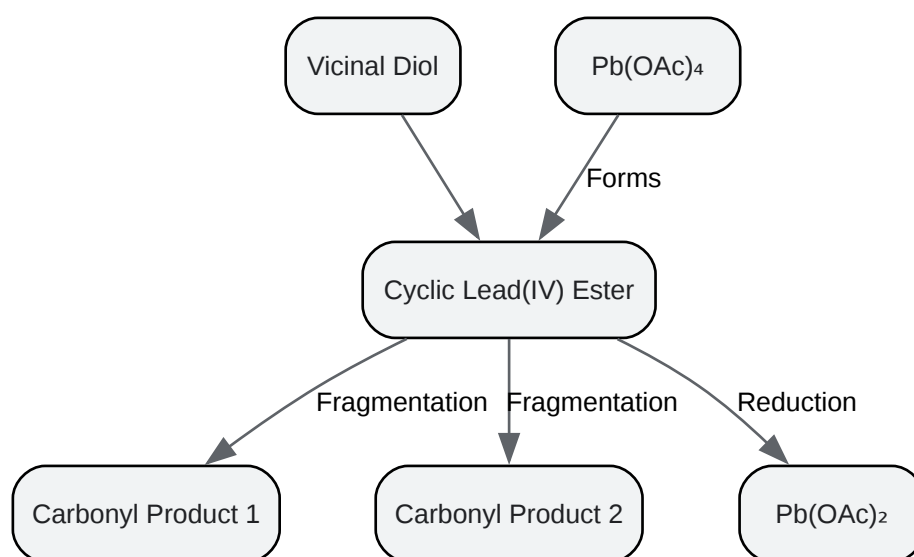 Vicinal Diol
Pb(OAc)₄
Forms
Cyclic Lead(IV) Ester
Fragmentation
Fragmentation
Reduction
Carbonyl Product 1
Carbonyl Product 2
Pb(OAc)₂